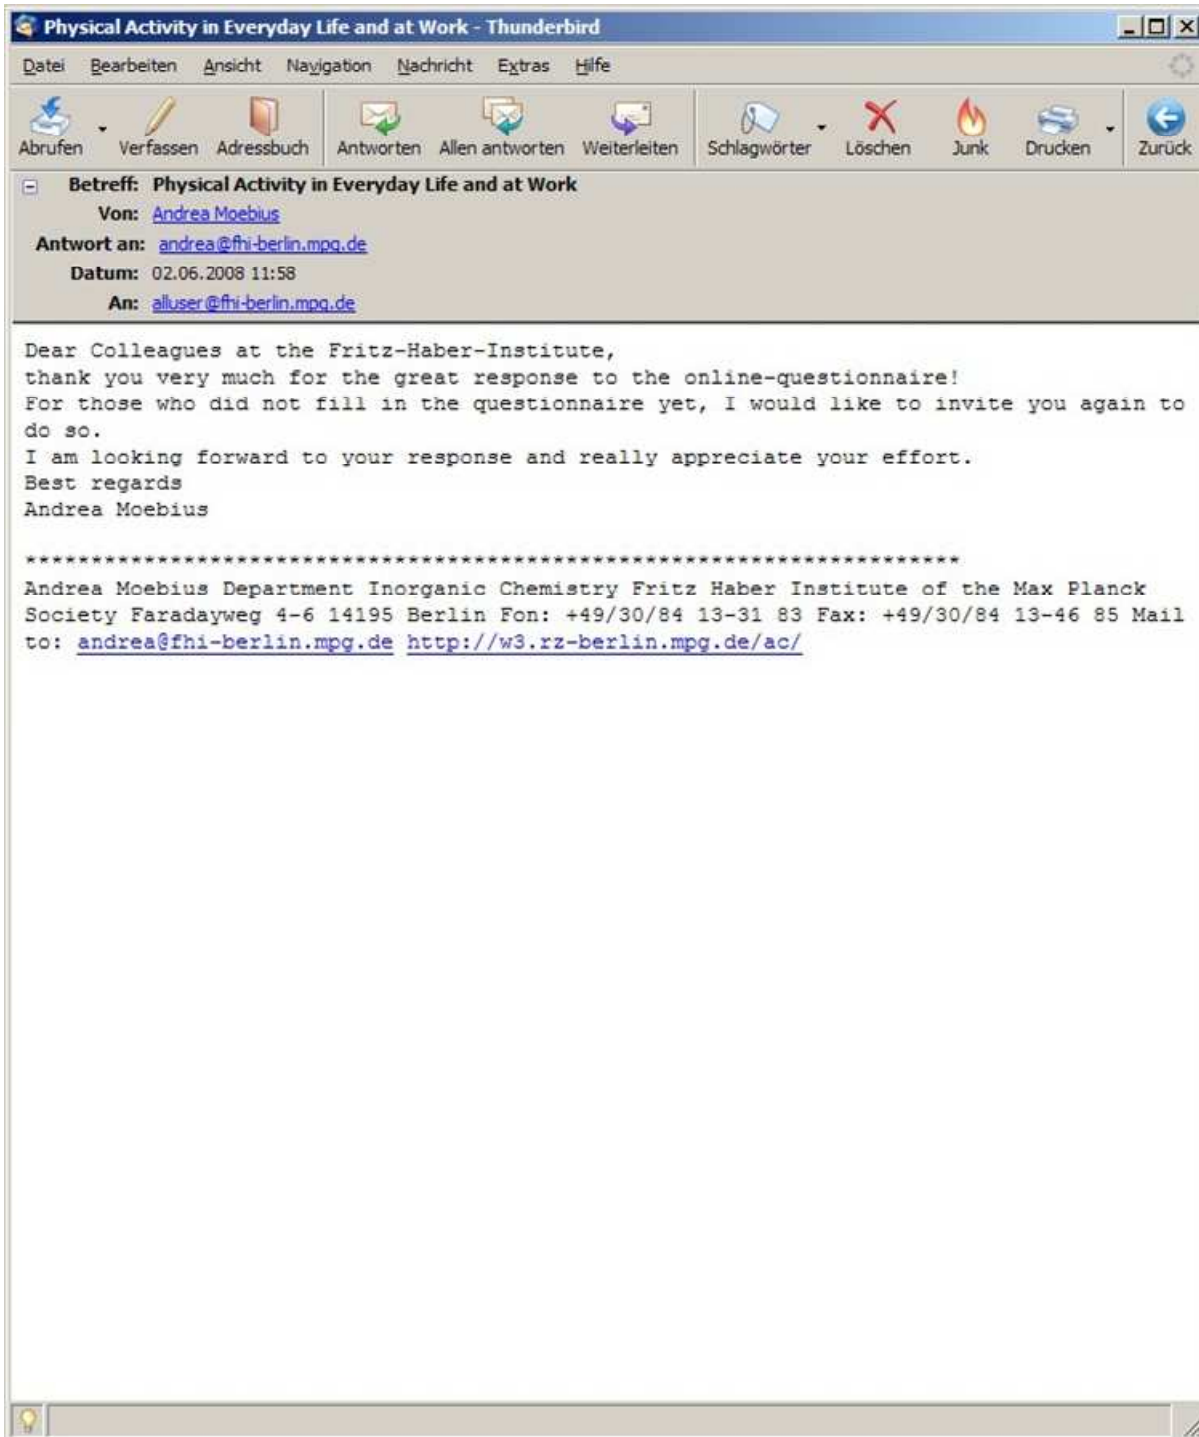 Physical Activity in Everyday Life and at Work - Thunderbird
Datei Bearbeiten Ansicht Navigation Nachricht Extras Hilfe
Abrufen Verfassen Adressbuch Antworten Allen antworten Weiterleiten Schlagwörter Löschen Junk Drucken Zurück
Betreff: Physical Activity in Everyday Life and at Work
Von: Andrea Moebius
Antwort an: andrea@fhi-berlin.mpg.de
Datum: 02.06.2008 11:58
An: alluser@fhi-berlin.mpg.de
Dear Colleagues at the Fritz-Haber-Institute,
thank you very much for the great response to the online-questionnaire!
For those who did not fill in the questionnaire yet, I would like to invite you again to
do so.
I am looking forward to your response and really appreciate your effort.
Best regards
Andrea Moebius
***********************************************************************
Andrea Moebius Department Inorganic Chemistry Fritz Haber Institute of the Max Planck
Society Faradayweg 4-6 14195 Berlin Fon: +49/30/84 13-31 83 Fax: +49/30/84 13-46 85 Mail
to: andrea@fhi-berlin.mpg.de http://w3.rz-berlin.mpg.de/ac/